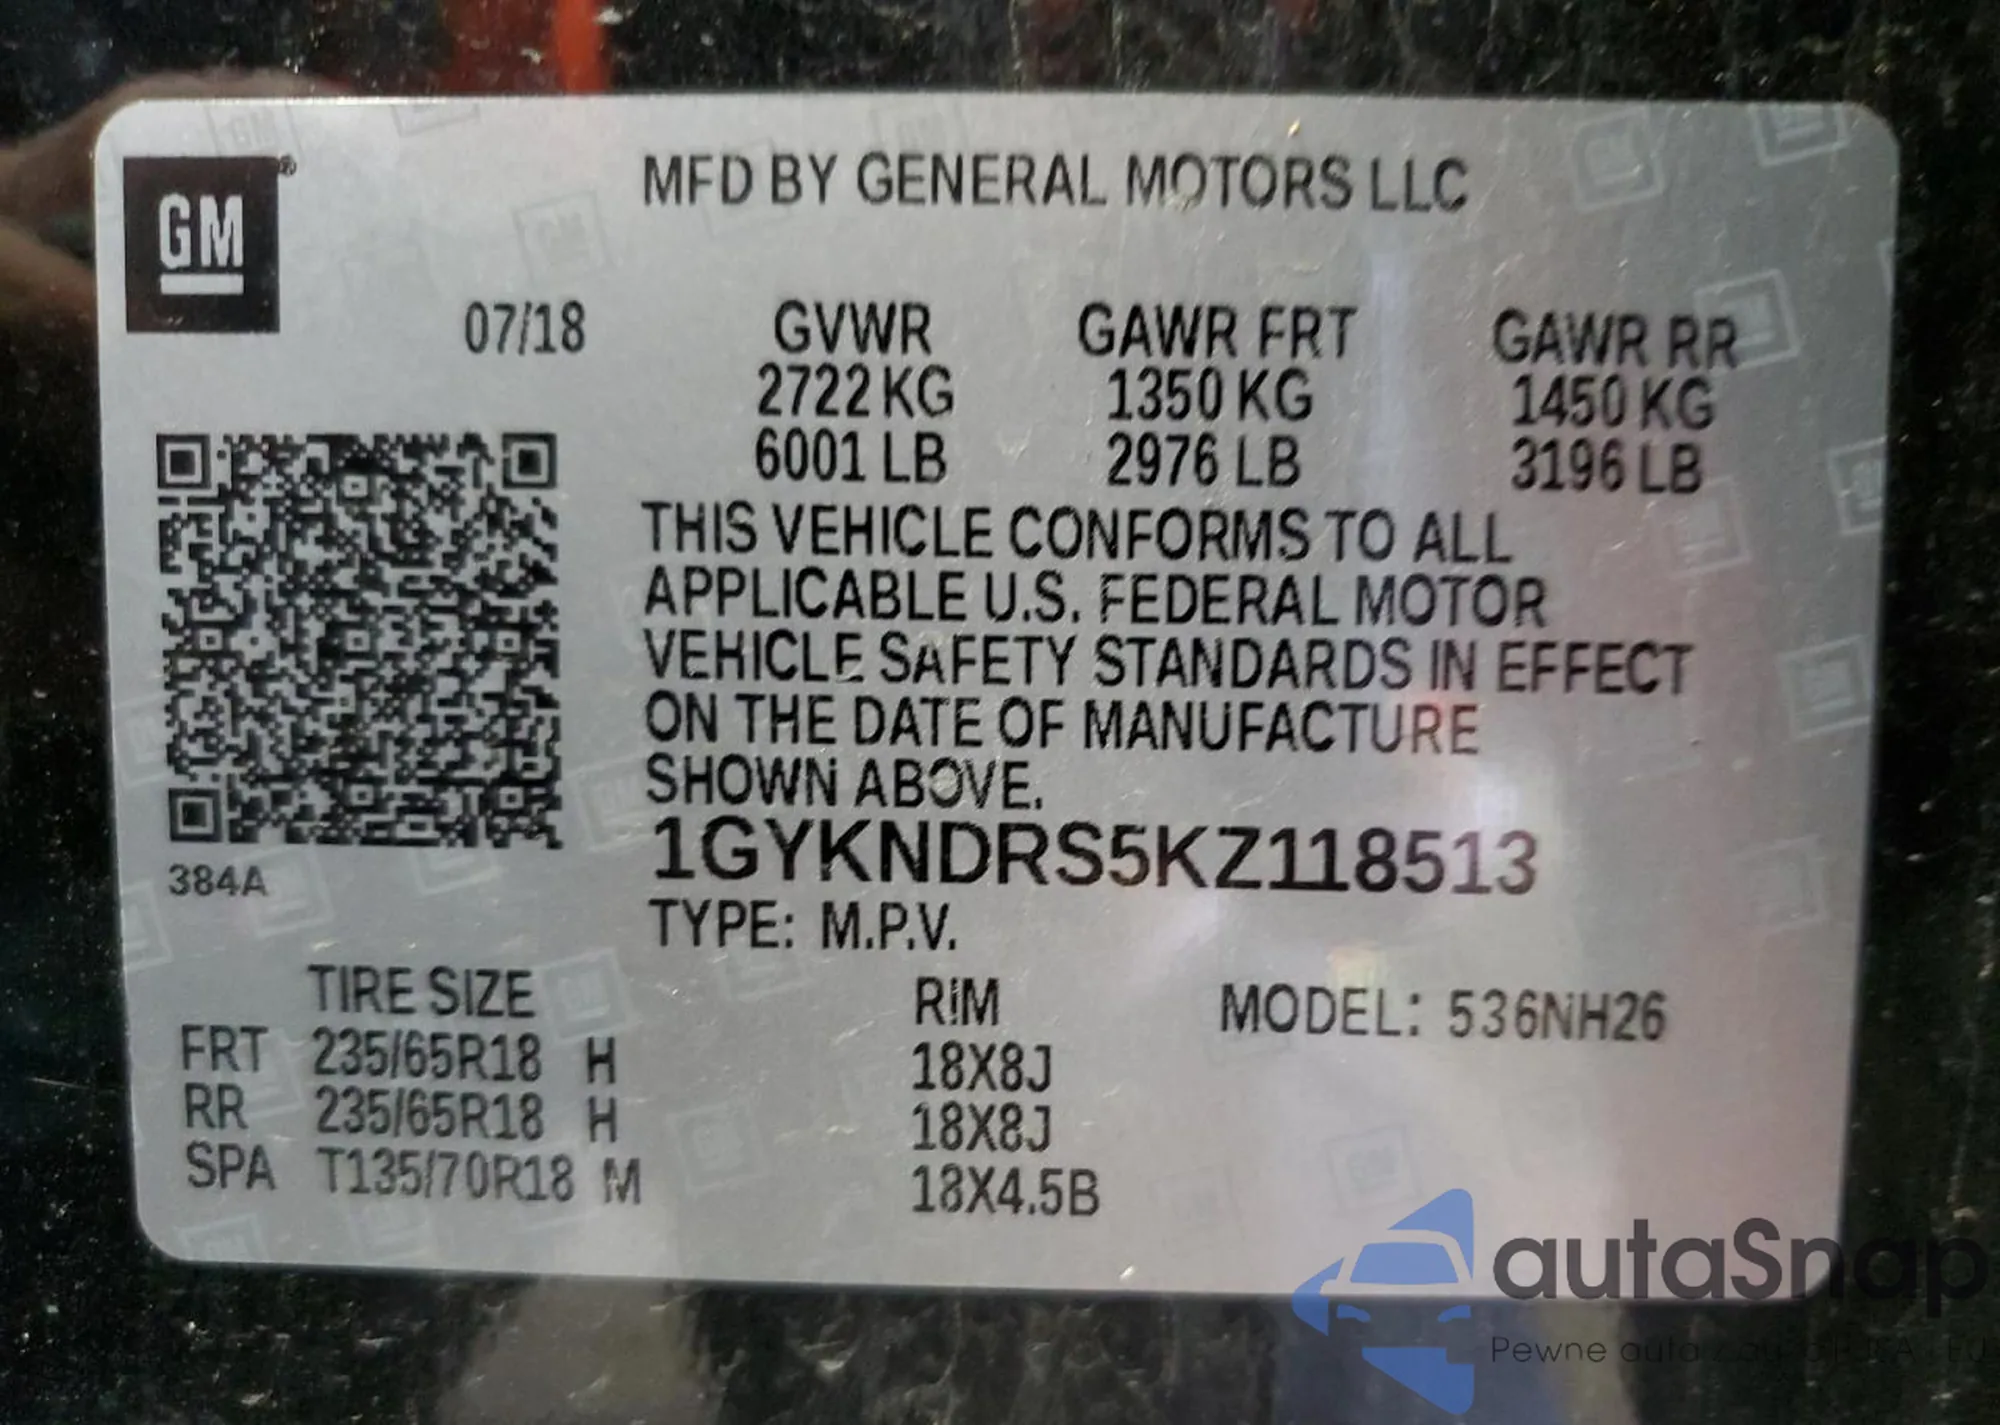 GM
MFD BY GENERAL MOTORS LLC
07/18 GVWR GAWR FRT GAWR RR
2722 KG 1350 KG 1450 KG
6001 LB 2976 LB 3196 LB
THIS VEHICLE CONFORMS TO ALL
APPLICABLE U.S. FEDERAL MOTOR
VEHICLE SAFETY STANDARDS IN EFFECT
ON THE DATE OF MANUFACTURE
SHOWN ABOVE.
1GYKNDRS5KZ118513
384A
TYPE: M.P.V.
TIRE SIZE RIM MODEL: 536NH26
FRT 235/65R18 H 18X8J
RR 235/65R18 H 18X8J
SPA T135/70R18 M 18X4.5B
autaSnap
Pewne auta z